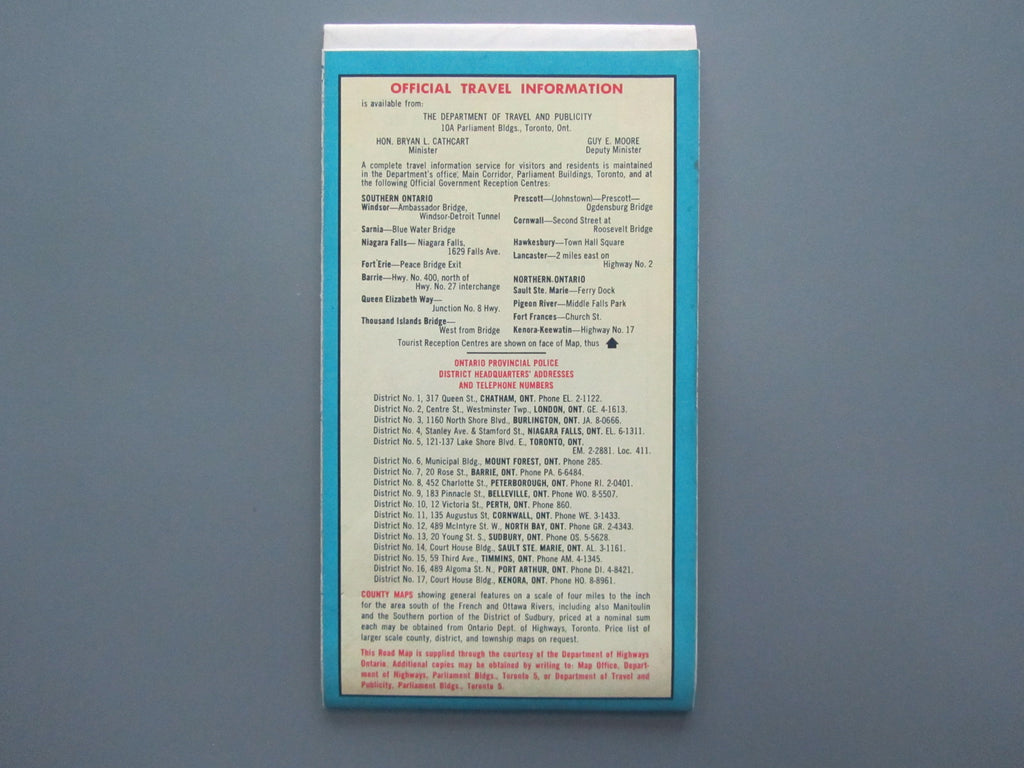 OFFICIAL TRAVEL INFORMATION
is available from:
THE DEPARTMENT OF TRAVEL AND PUBLICITY
10A Parliament Bldgs., Toronto, Ont.
HON. BRYAN L. CATHCART
Minister
GUY E. MOORE
Deputy Minister
A complete travel information service for visitors and residents is maintained
in the Department's office, Main Corridor, Parliament Buildings, Toronto, and at
the following Official Government Reception Centres:
SOUTHERN ONTARIO
Windsor—Ambassador Bridge,
Windsor-Detroit Tunnel
Sarnia—Blue Water Bridge
Niagara Falls— Niagara Falls,
1629 Falls Ave.
Fort Erie—Peace Bridge Exit
Barrie—Hwy. No. 400, north of
Hwy. No. 27 interchange
Queen Elizabeth Way—
Junction No. 8 Hwy.
Thousand Islands Bridge—
West from Bridge
Prescott—(Johnstown)—Prescott—
Ogdensburg Bridge
Cornwall—Second Street at
Roosevelt Bridge
Hawkesbury—Town Hall Square
Lancaster—2 miles east on
Highway No. 2
NORTHERN ONTARIO
Sault Ste. Marie—Ferry Dock
Pigeon River—Middle Falls Park
Fort Frances—Church St.
Kenora-Keewatin—Highway No. 17
Tourist Reception Centres are shown on face of Map, thus
ONTARIO PROVINCIAL POLICE
DISTRICT HEADQUARTERS' ADDRESSES
AND TELEPHONE NUMBERS
District No. 1, 317 Queen St., CHATHAM, ONT. Phone EL. 2-1122.
District No. 2, Centre St., Westminster Twp., LONDON, ONT. GE. 4-1613.
District No. 3, 1160 North Shore Blvd., BURLINGTON, ONT. JA. 8-0666.
District No. 4, Stanley Ave. & Stamford St., NIAGARA FALLS, ONT. EL. 6-1311.
District No. 5, 121-137 Lake Shore Blvd. E., TORONTO, ONT.
EM. 2-2881. Loc. 411.
District No. 6, Municipal Bldg., MOUNT FOREST, ONT. Phone 285.
District No. 7, 20 Rose St., BARRIE, ONT. Phone PA. 6-6484.
District No. 8, 452 Charlotte St., PETERBOROUGH, ONT. Phone RI. 2-0401.
District No. 9, 183 Pinnacle St., BELLEVILLE, ONT. Phone WO. 8-5507.
District No. 10, 12 Victoria St., PERTH, ONT. Phone 860.
District No. 11, 135 Augustus St, CORNWALL, ONT. Phone WE. 3-1433.
District No. 12, 489 McIntyre St. W., NORTH BAY, ONT. Phone GR. 2-4343.
District No. 13, 20 Young St. S., SUDBURY, ONT. Phone OS. 5-5628.
District No. 14, Court House Bldg., SAULT STE. MARIE, ONT. AL. 3-1161.
District No. 15, 59 Third Ave., TIMMINS, ONT. Phone AM. 4-1345.
District No. 16, 489 Algoma St. N., PORT ARTHUR, ONT. Phone DI. 4-8421.
District No. 17, Court House Bldg., KENORA, ONT. Phone HO. 8-8961.
COUNTY MAPS showing general features on a scale of four miles to the inch
for the area south of the French and Ottawa Rivers, including also Manitoulin
and the Southern portion of the District of Sudbury, priced at a nominal sum
each may be obtained from Ontario Dept. of Highways, Toronto. Price list of
larger scale county, district, and township maps on request.
This Road Map is supplied through the courtesy of the Department of Highways
Ontario. Additional copies may be obtained by writing to: Map Office, Depart-
ment of Highways, Parliament Bldgs., Toronto 5, or Department of Travel and
Publicity, Parliament Bldgs., Toronto 5.